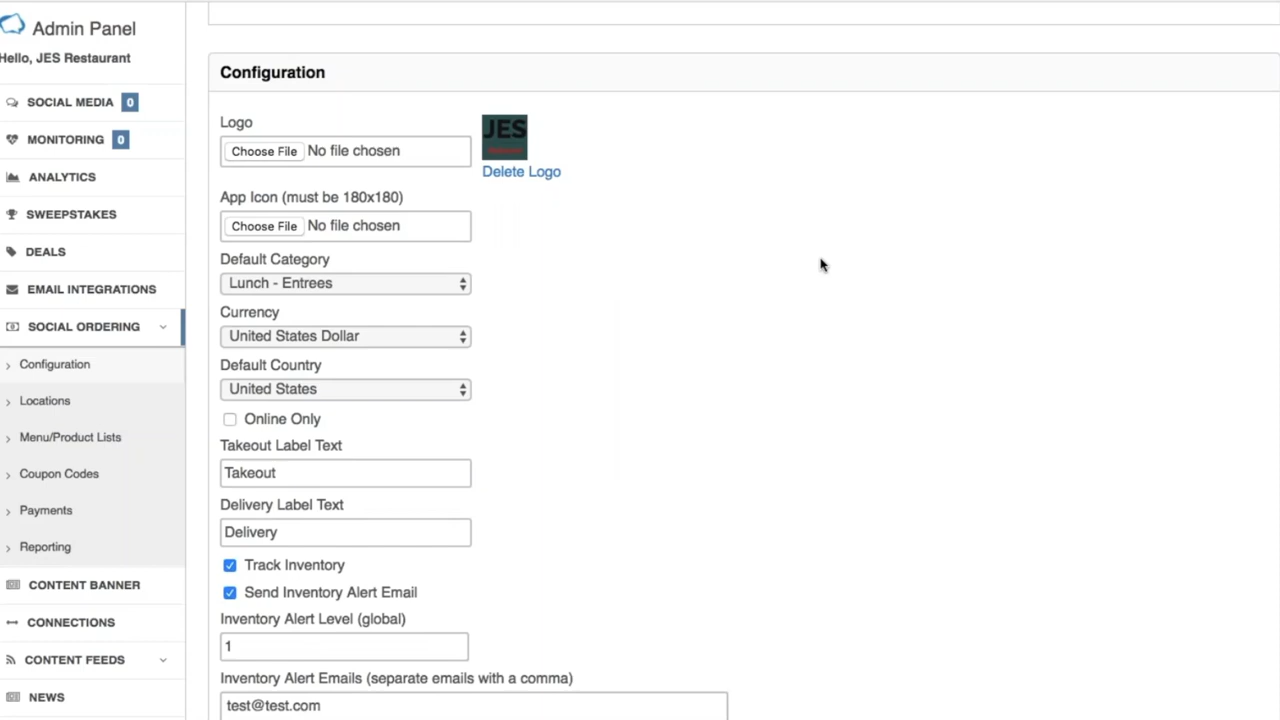 Admin Panel
Hello, JES Restaurant
SOCIAL MEDIA 0
MONITORING 0
ANALYTICS
SWEEPSTAKES
DEALS
EMAIL INTEGRATIONS
SOCIAL ORDERING
Configuration
Locations
Menu/Product Lists
Coupon Codes
Payments
Reporting
CONTENT BANNER
CONNECTIONS
CONTENT FEEDS
NEWS
Configuration
Logo
Choose File No file chosen
JES
Delete Logo
App Icon (must be 180x180)
Choose File No file chosen
Default Category
Lunch - Entrees
Currency
United States Dollar
Default Country
United States
Online Only
Takeout Label Text
Takeout
Delivery Label Text
Delivery
Track Inventory
Send Inventory Alert Email
Inventory Alert Level (global)
1
Inventory Alert Emails (separate emails with a comma)
test@test.com